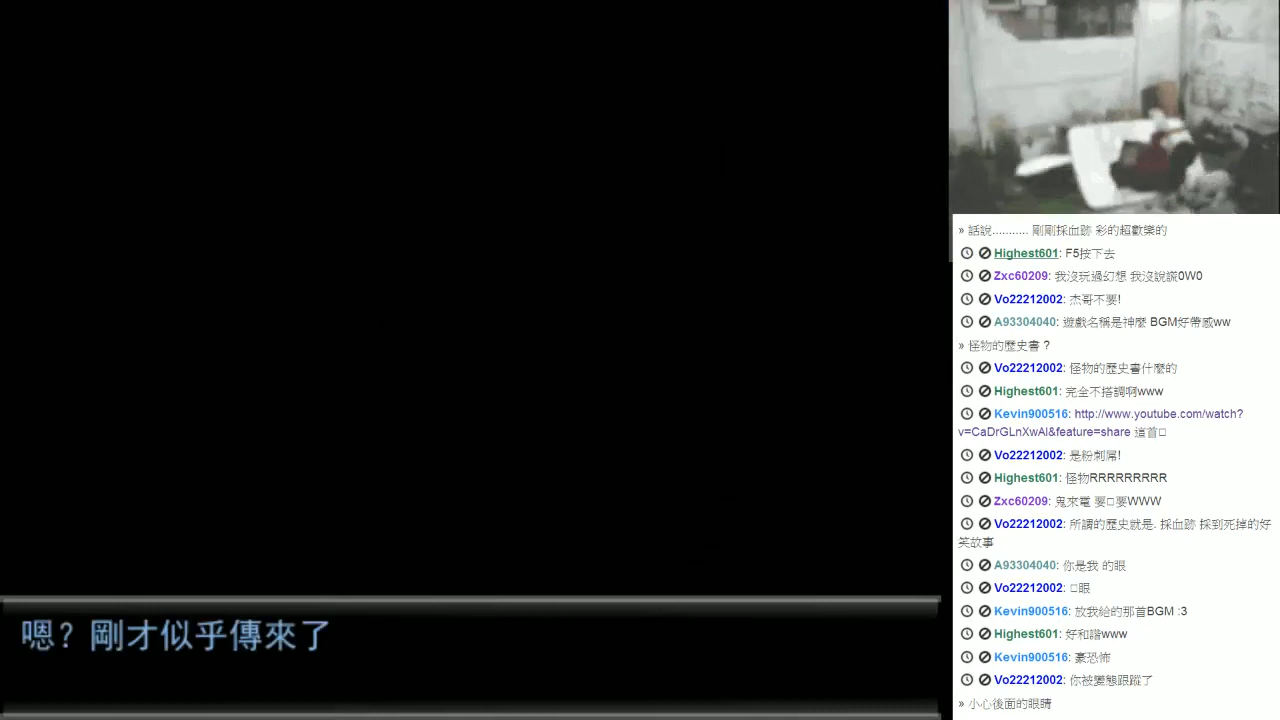 嗯？剛才似乎傳來了
» 話說........... 剛剛採血跡 彩的超歡樂的
Highest601: F5按下去
Zxc60209: 我沒玩過幻想 我沒說謊0W0
Vo22212002: 杰哥不要!
A93304040: 遊戲名稱是神麼 BGM好帶感ww
» 怪物的歷史書 ?
Vo22212002: 怪物的歷史書什麼的
Highest601: 完全不搭調啊www
Kevin900516: http://www.youtube.com/watch?
v=CaDrGLnXwAI&feature=share 這首□
Vo22212002: 是粉刺屌!
Highest601: 怪物RRRRRRRRR
Zxc60209: 鬼來電 要□要WWW
Vo22212002: 所謂的歷史就是. 採血跡 採到死掉的好
笑故事
A93304040: 你是我 的眼
Vo22212002: □眼
Kevin900516: 放我給的那首BGM :3
Highest601: 好和諧www
Kevin900516: 豪恐怖
Vo22212002: 你被變態跟蹤了
» 小心後面的眼睛